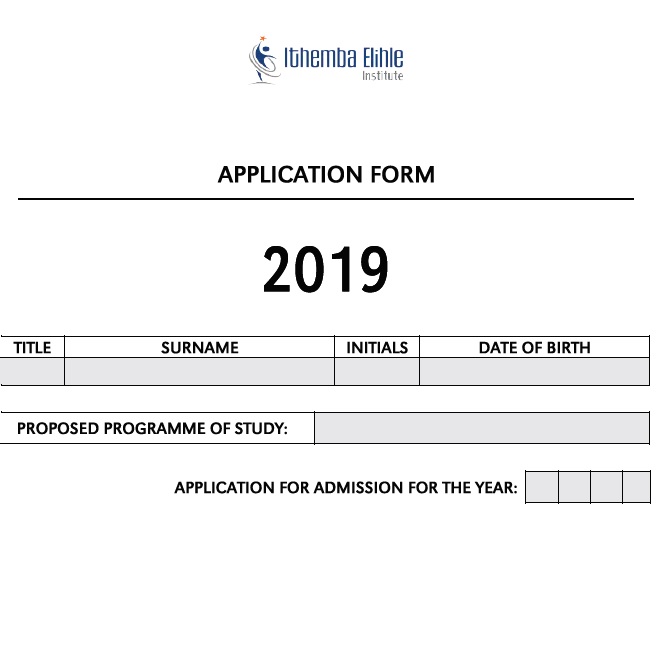 Ithemba Elihle
Institute
APPLICATION FORM
2019
TITLE SURNAME INITIALS DATE OF BIRTH
PROPOSED PROGRAMME OF STUDY:
APPLICATION FOR ADMISSION FOR THE YEAR: